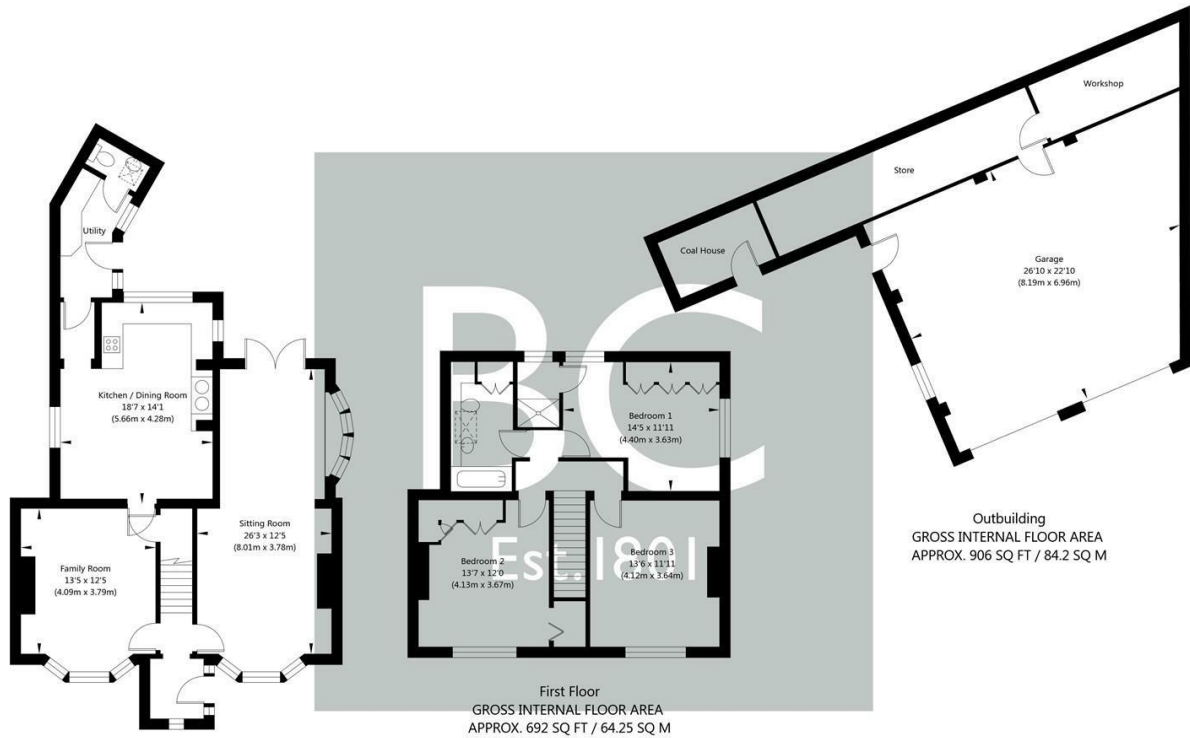 Utility
Kitchen / Dining Room
18'7 x 14'1
(5.66m x 4.28m)
Sitting Room
26'3 x 12'5
(8.01m x 3.78m)
Family Room
13'5 x 12'5
(4.09m x 3.79m)
BC
Est.1801
Bedroom 1
14'5 x 11'11
(4.40m x 3.63m)
Bedroom 2
13'7 x 12'0
(4.13m x 3.67m)
Bedroom 3
13'6 x 11'11
(4.12m x 3.64m)
First Floor
GROSS INTERNAL FLOOR AREA
APPROX. 692 SQ FT / 64.25 SQ M
Workshop
Store
Coal House
Garage
26'10 x 22'10
(8.19m x 6.96m)
Outbuilding
GROSS INTERNAL FLOOR AREA
APPROX. 906 SQ FT / 84.2 SQ M